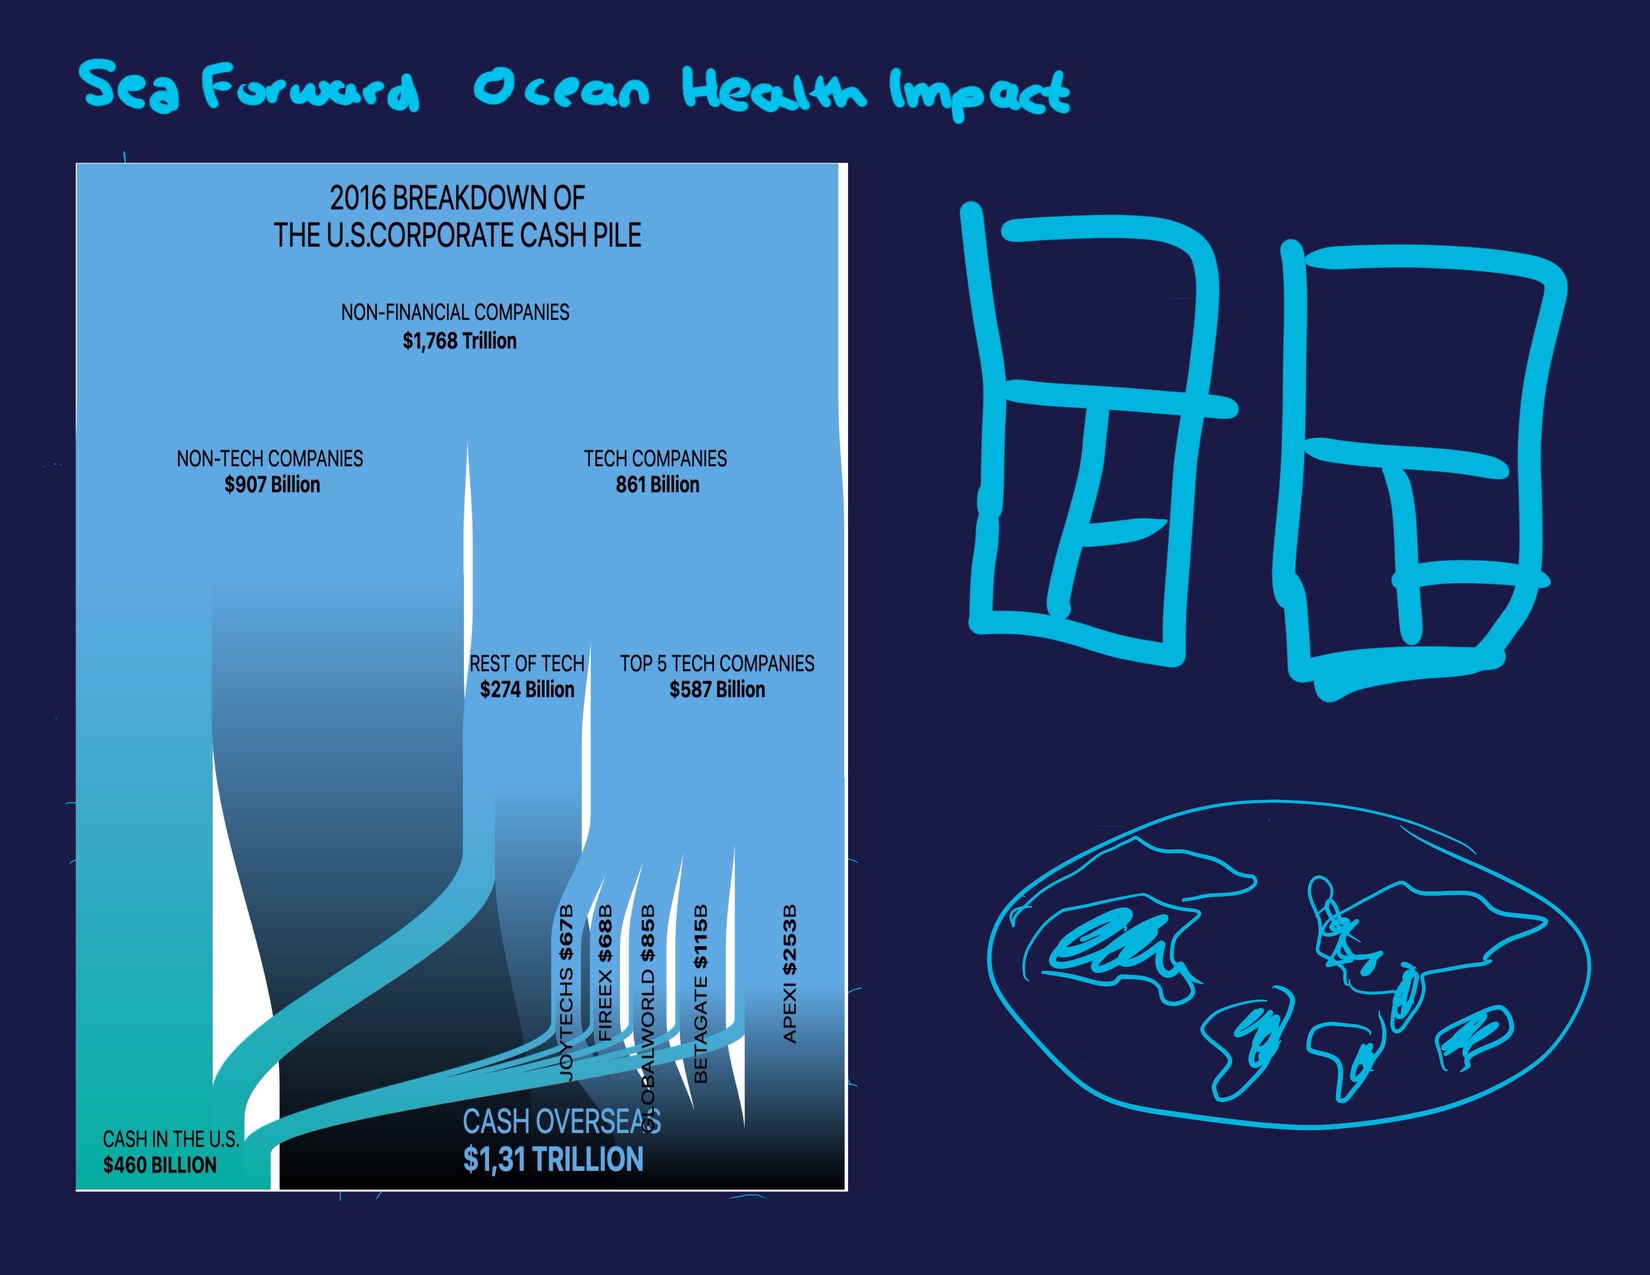 Sea Forward Ocean Health Impact
2016 BREAKDOWN OF
THE U.S.CORPORATE CASH PILE
NON-FINANCIAL COMPANIES
$1,768 Trillion
NON-TECH COMPANIES
$907 Billion
TECH COMPANIES
861 Billion
REST OF TECH
$274 Billion
TOP 5 TECH COMPANIES
$587 Billion
JOYTECHS $67B
FIREEX $68B
GLOBALWORLD $85B
BETAGATE $115B
APEXI $253B
CASH IN THE U.S.
$460 BILLION
CASH OVERSEAS
$1,31 TRILLION